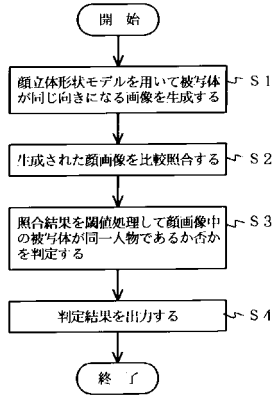 開 始
顔立体形状モデルを用いて被写体
が同じ向きになる画像を生成する
S1
生成された顔画像を比較照合する
S2
照合結果を閾値処理して顔画像中
の被写体が同一人物であるか否か
を判定する
S3
判定結果を出力する
S4
終 了